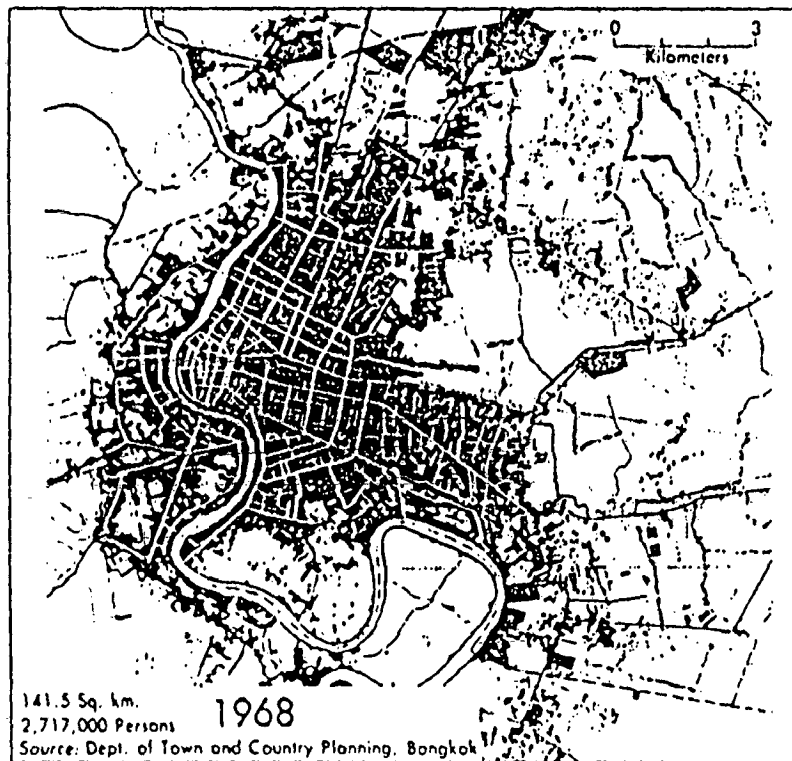 0 3
Kilometers
141.5 Sq. km.
2,717,000 Persons
1968
Source: Dept. of Town and Country Planning, Bangkok